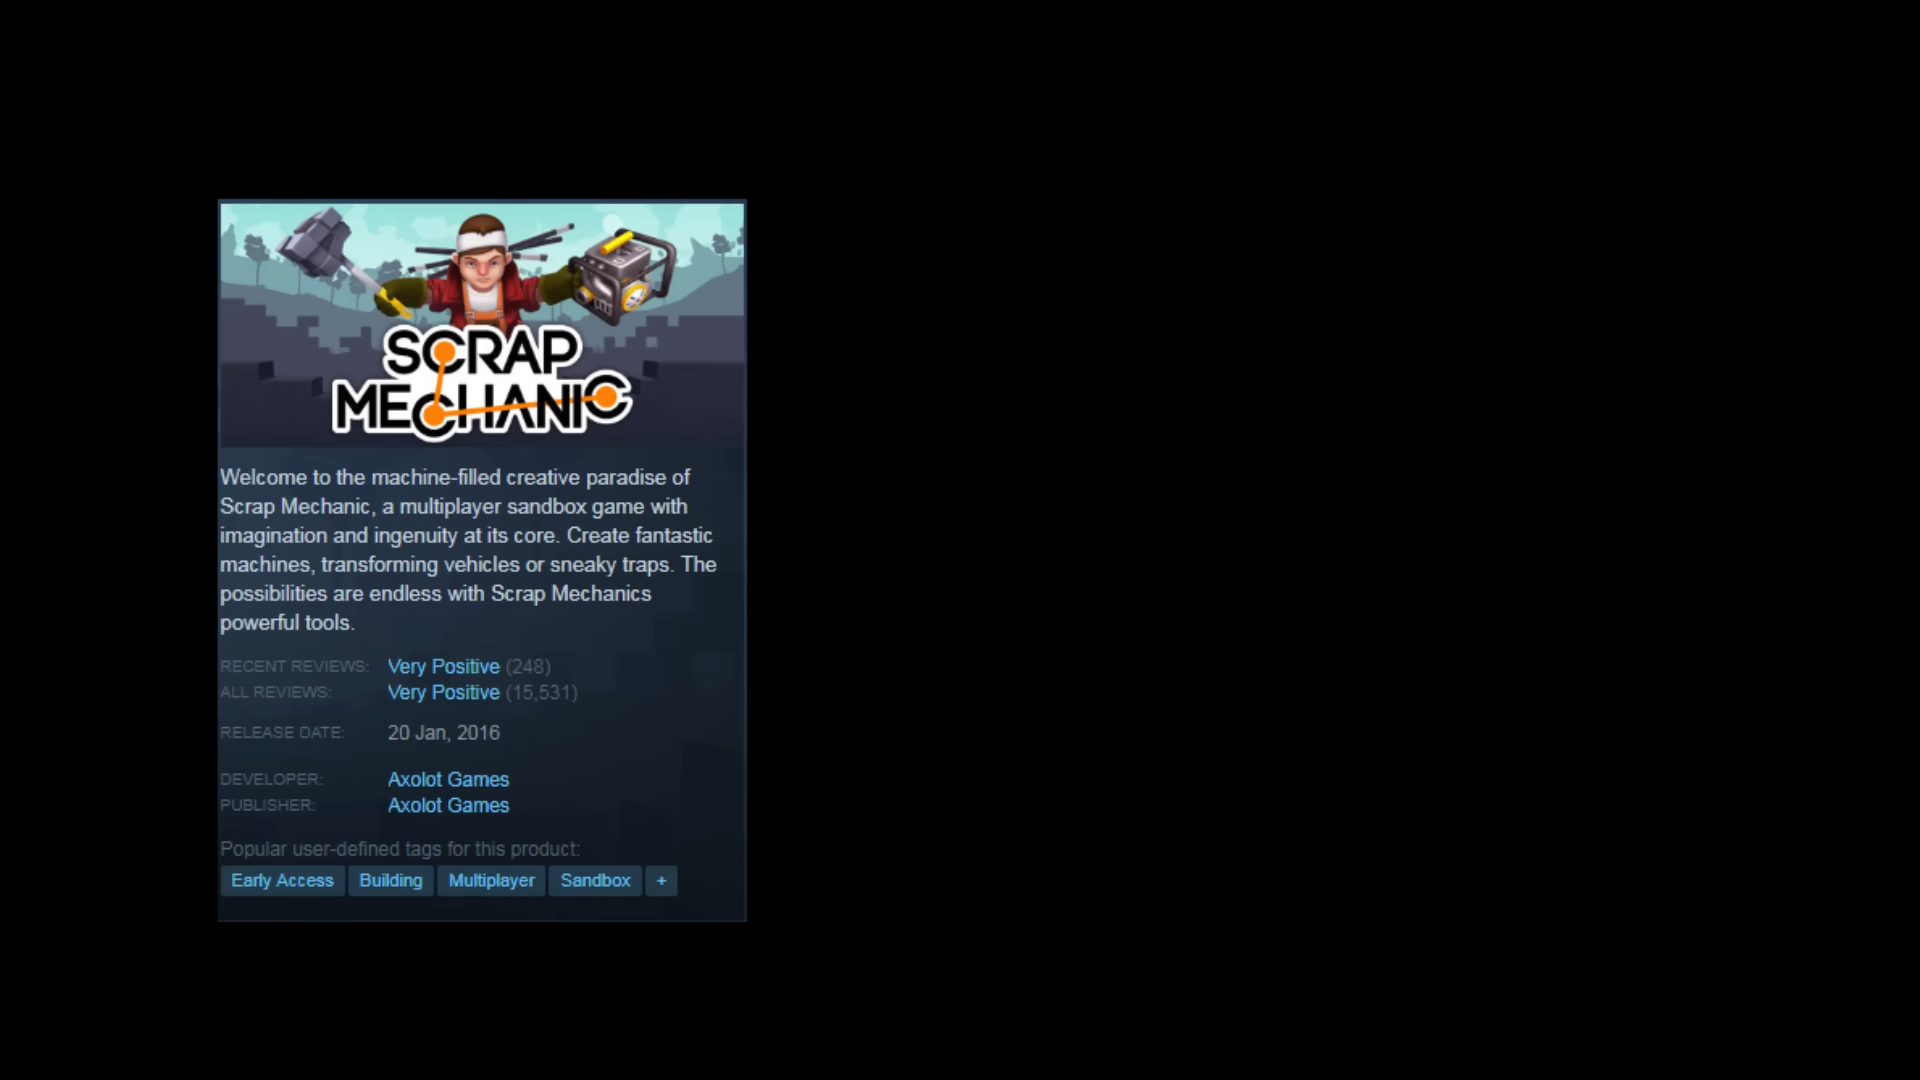 SCRAP
MECHANIC
Welcome to the machine-filled creative paradise of
Scrap Mechanic, a multiplayer sandbox game with
imagination and ingenuity at its core. Create fantastic
machines, transforming vehicles or sneaky traps. The
possibilities are endless with Scrap Mechanics
powerful tools.
RECENT REVIEWS: Very Positive (248)
ALL REVIEWS: Very Positive (15,531)
RELEASE DATE: 20 Jan, 2016
DEVELOPER: Axolot Games
PUBLISHER: Axolot Games
Popular user-defined tags for this product:
Early Access Building Multiplayer Sandbox +